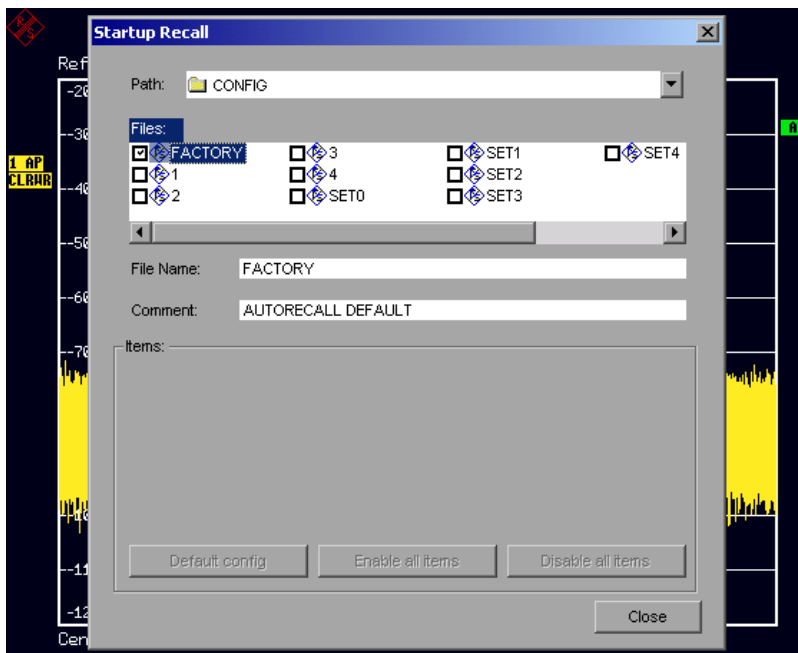 Startup Recall
Ref
Path: CONFIG
-20
Files:
--30
A
FACTORY 3 SET1 SET4
1 AP
CLRWR
1 4 SET2
--40
2 SET0 SET3
--50
File Name: FACTORY
--60
Comment: AUTORECALL DEFAULT
--70
Items:
Default config Enable all items Disable all items
--11
-12
Close
Cen